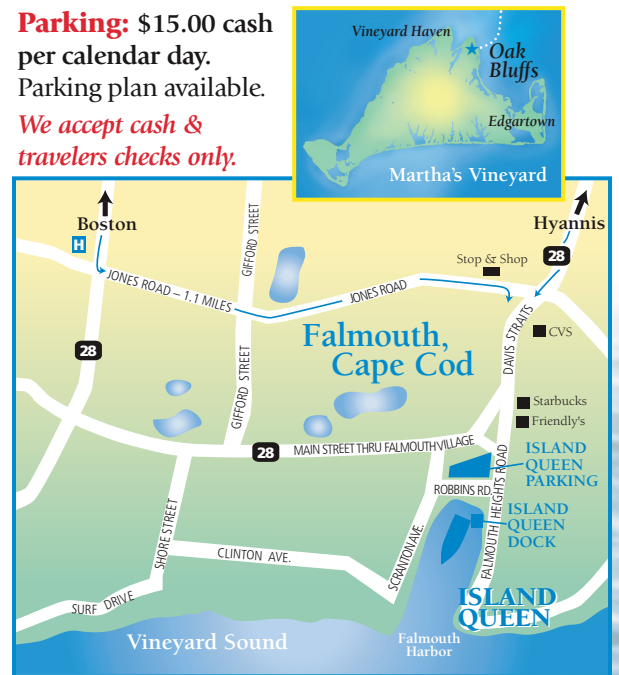 Parking: $15.00 cash
per calendar day.
Parking plan available.
We accept cash &
travelers checks only.
Vineyard Haven
Oak
Bluffs
Edgartown
Martha's Vineyard
Boston
H
GIFFORD STREET
Hyannis
28
Stop & Shop
JONES ROAD – 1.1 MILES
JONES ROAD
Falmouth,
Cape Cod
DAVIS STRAITS
CVS
28
GIFFORD STREET
Starbucks
Friendly's
28
MAIN STREET THRU FALMOUTH VILLAGE
ISLAND
QUEEN
PARKING
ROBBINS RD.
FALMOUTH HEIGHTS ROAD
ISLAND
QUEEN
DOCK
SHORE STREET
CLINTON AVE.
SCRANTON AVE.
SURF DRIVE
ISLAND
QUEEN
Vineyard Sound
Falmouth
Harbor